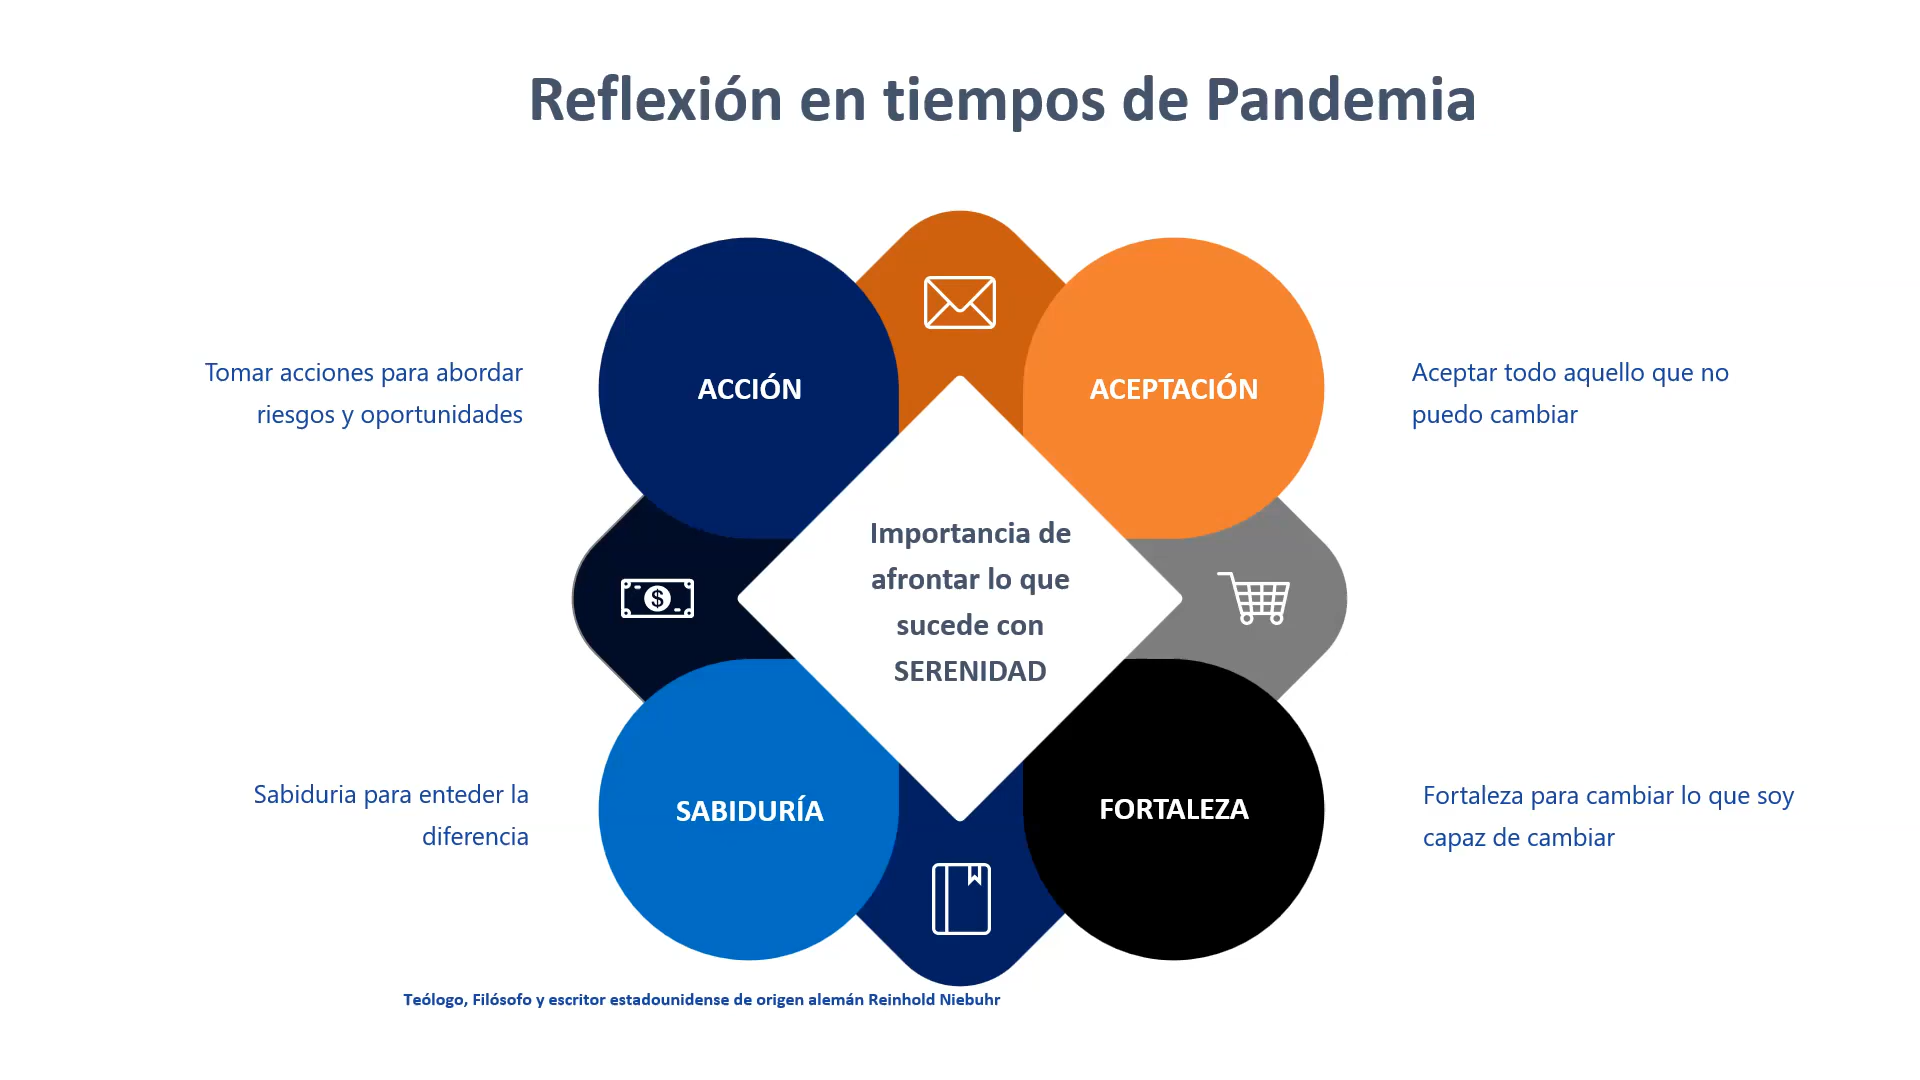 Reflexión en tiempos de Pandemia
ACCIÓN
Tomar acciones para abordar
riesgos y oportunidades
ACEPTACIÓN
Aceptar todo aquello que no
puedo cambiar
Importancia de
afrontar lo que
sucede con
SERENIDAD
$
SABIDURÍA
Sabiduria para enteder la
diferencia
FORTALEZA
Fortaleza para cambiar lo que soy
capaz de cambiar
Teólogo, Filósofo y escritor estadounidense de origen alemán Reinhold Niebuhr